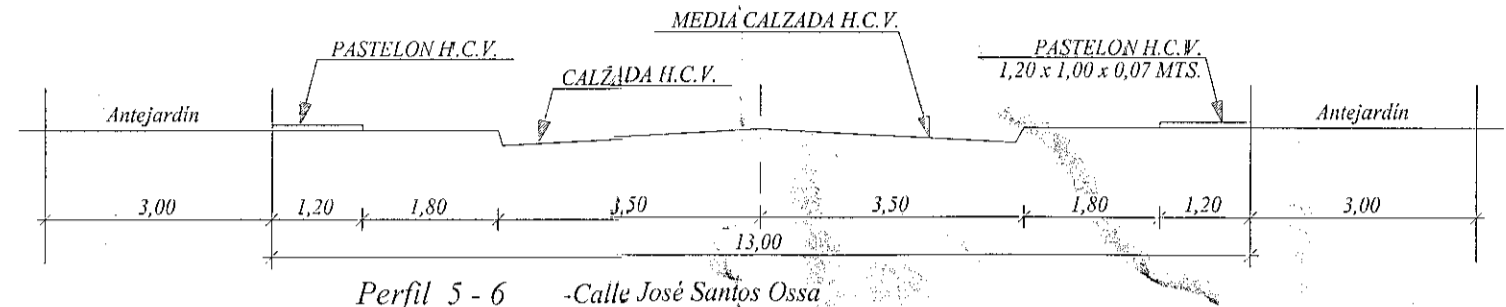 MEDIA CALZADA H.C.V.
PASTELON H.C.V.
PASTELON H.C.V.
1,20 x 1,00 x 0,07 MTS.
CALZADA H.C.V.
Antejardín
Antejardín
3,00 1,20 1,80 3,50 3,50 1,80 1,20 3,00
13,00
Perfil 5 - 6 -Calle José Santos Ossa